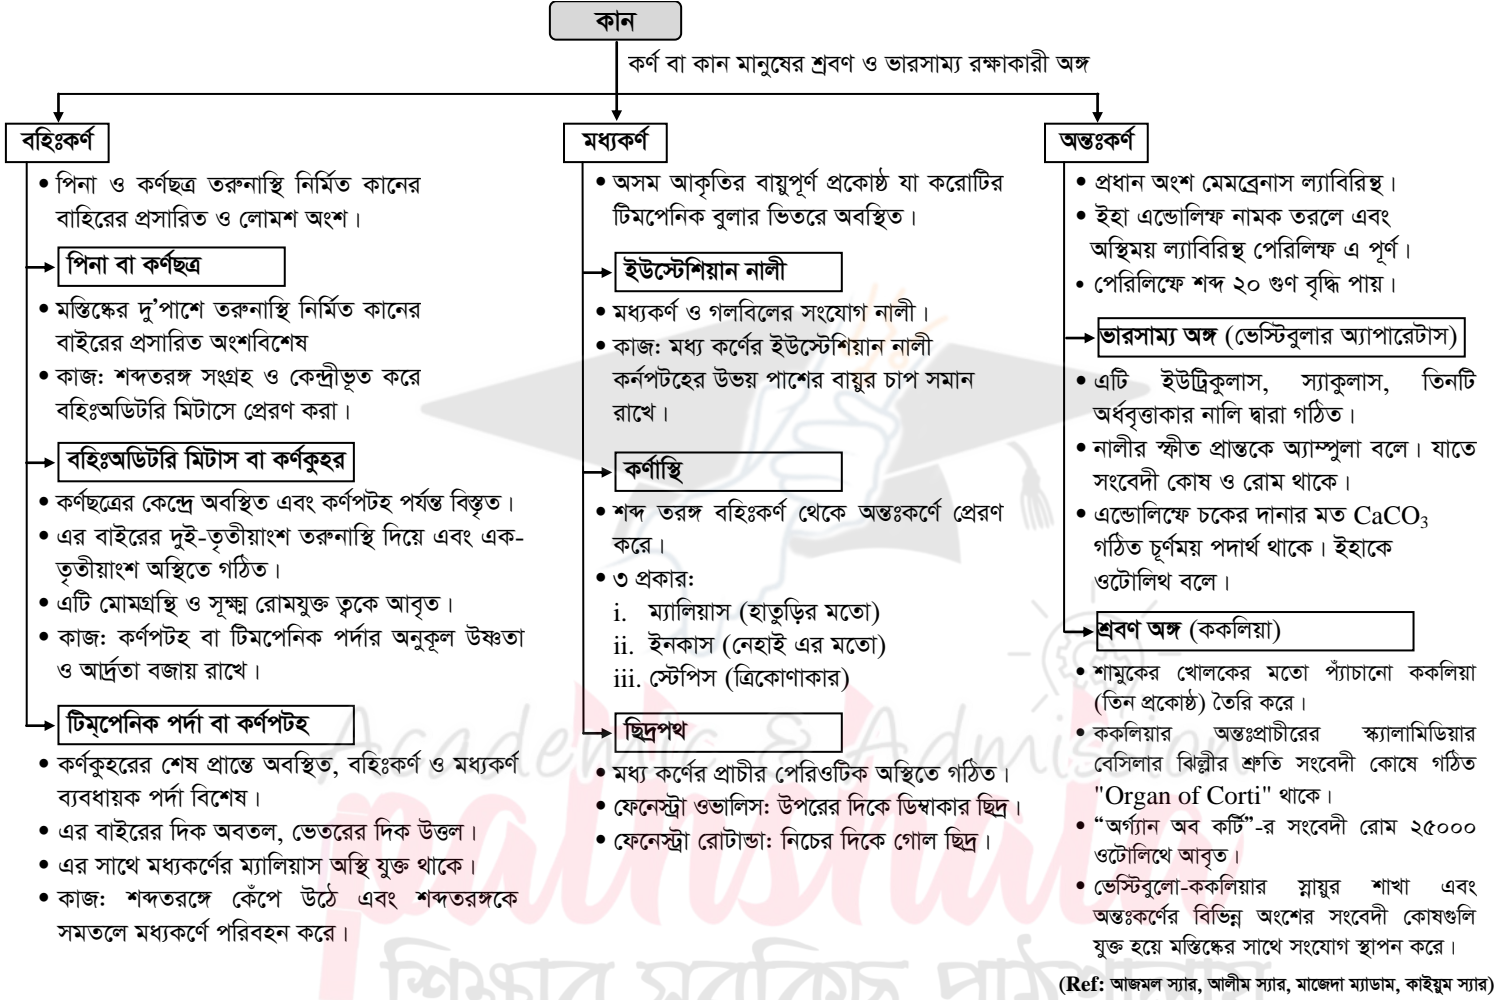 কান
কর্ণ বা কান মানুষের শ্রবণ ও ভারসাম্য রক্ষাকারী অঙ্গ
বহিঃকর্ণ
• পিনা ও কর্ণছত্র তরুনাস্থি নির্মিত কানের
বাহিরের প্রসারিত ও লোমশ অংশ।
পিনা বা কর্ণছত্র
• মস্তিষ্কের দু’পাশে তরুনাস্থি নির্মিত কানের
বাইরের প্রসারিত অংশবিশেষ
• কাজ: শব্দতরঙ্গ সংগ্রহ ও কেন্দ্রীভূত করে
বহিঃঅডিটরি মিটাসে প্রেরণ করা।
বহিঃঅডিটরি মিটাস বা কর্ণকুহর
• কর্ণছত্রের কেন্দ্রে অবস্থিত এবং কর্ণপটহ পর্যন্ত বিস্তৃত।
• এর বাইরের দুই-তৃতীয়াংশ তরুনাস্থি দিয়ে এবং এক-
তৃতীয়াংশ অস্থিতে গঠিত।
• এটি মোমগ্রন্থি ও সূক্ষ্ম রোমযুক্ত ত্বকে আবৃত।
• কাজ: কর্ণপটহ বা টিমপেনিক পর্দার অনুকূল উষ্ণতা
ও আর্দ্রতা বজায় রাখে।
টিম্পেনিক পর্দা বা কর্ণপটহ
• কর্ণকুহরের শেষ প্রান্তে অবস্থিত, বহিঃকর্ণ ও মধ্যকর্ণ
ব্যবধায়ক পর্দা বিশেষ।
• এর বাইরের দিক অবতল, ভেতরের দিক উত্তল।
• এর সাথে মধ্যকর্ণের ম্যালিয়াস অস্থি যুক্ত থাকে।
• কাজ: শব্দতরঙ্গে কেঁপে উঠে এবং শব্দতরঙ্গকে
সমতলে মধ্যকর্ণে পরিবহন করে।
মধ্যকর্ণ
• অসম আকৃতির বায়ুপূর্ণ প্রকোষ্ঠ যা করোটির
টিমপেনিক বুলার ভিতরে অবস্থিত।
ইউস্টেশিয়ান নালী
• মধ্যকর্ণ ও গলবিলের সংযোগ নালী।
• কাজ: মধ্য কর্ণের ইউস্টেশিয়ান নালী
কর্নপটহের উভয় পাশের বায়ুর চাপ সমান
রাখে।
কর্ণাস্থি
• শব্দ তরঙ্গ বহিঃকর্ণ থেকে অন্তঃকর্ণে প্রেরণ
করে।
• ৩ প্রকার:
i. ম্যালিয়াস (হাতুড়ির মতো)
ii. ইনকাস (নেহাই এর মতো)
iii. স্টেপিস (ত্রিকোণাকার)
ছিদ্রপথ
• মধ্য কর্ণের প্রাচীর পেরিওটিক অস্থিতে গঠিত।
• ফেনেস্ট্রা ওভালিস: উপরের দিকে ডিম্বাকার ছিদ্র।
• ফেনেস্ট্রা রোটান্ডা: নিচের দিকে গোল ছিদ্র।
অন্তঃকর্ণ
• প্রধান অংশ মেমব্রেনাস ল্যাবিরিন্থ।
• ইহা এন্ডোলিম্ফ নামক তরলে এবং
অস্থিময় ল্যাবিরিন্থ পেরিলিম্ফ এ পূর্ণ।
• পেরিলিম্ফে শব্দ ২০ গুণ বৃদ্ধি পায়।
ভারসাম্য অঙ্গ (ভেস্টিবুলার অ্যাপারেটাস)
• এটি ইউট্রিকুলাস, স্যাকুলাস, তিনটি
অর্ধবৃত্তাকার নালি দ্বারা গঠিত।
• নালীর স্ফীত প্রান্তকে অ্যাম্পুলা বলে। যাতে
সংবেদী কোষ ও রোম থাকে।
• এন্ডোলিম্ফে চকের দানার মত CaCO₃
গঠিত চূর্ণময় পদার্থ থাকে। ইহাকে
ওটোলিথ বলে।
শ্রবণ অঙ্গ (ককলিয়া)
• শামুকের খোলকের মতো প্যাঁচানো ককলিয়া
(তিন প্রকোষ্ঠ) তৈরি করে।
• ককলিয়ার অন্তঃপ্রাচীরের স্ক্যালামিডিয়ার
বেসিলার ঝিল্লীর শ্রুতি সংবেদী কোষে গঠিত
"Organ of Corti" থাকে।
• “অর্গ্যান অব কর্টি”-র সংবেদী রোম ২৫০০০
ওটোলিথে আবৃত।
• ভেস্টিবুলো-ককলিয়ার স্নায়ুর শাখা এবং
অন্তঃকর্ণের বিভিন্ন অংশের সংবেদী কোষগুলি
যুক্ত হয়ে মস্তিষ্কের সাথে সংযোগ স্থাপন করে।
(Ref: আজমল স্যার, আলীম স্যার, মাজেদা ম্যাডাম, কাইয়ুম স্যার)
Academic & Admission
pathshala